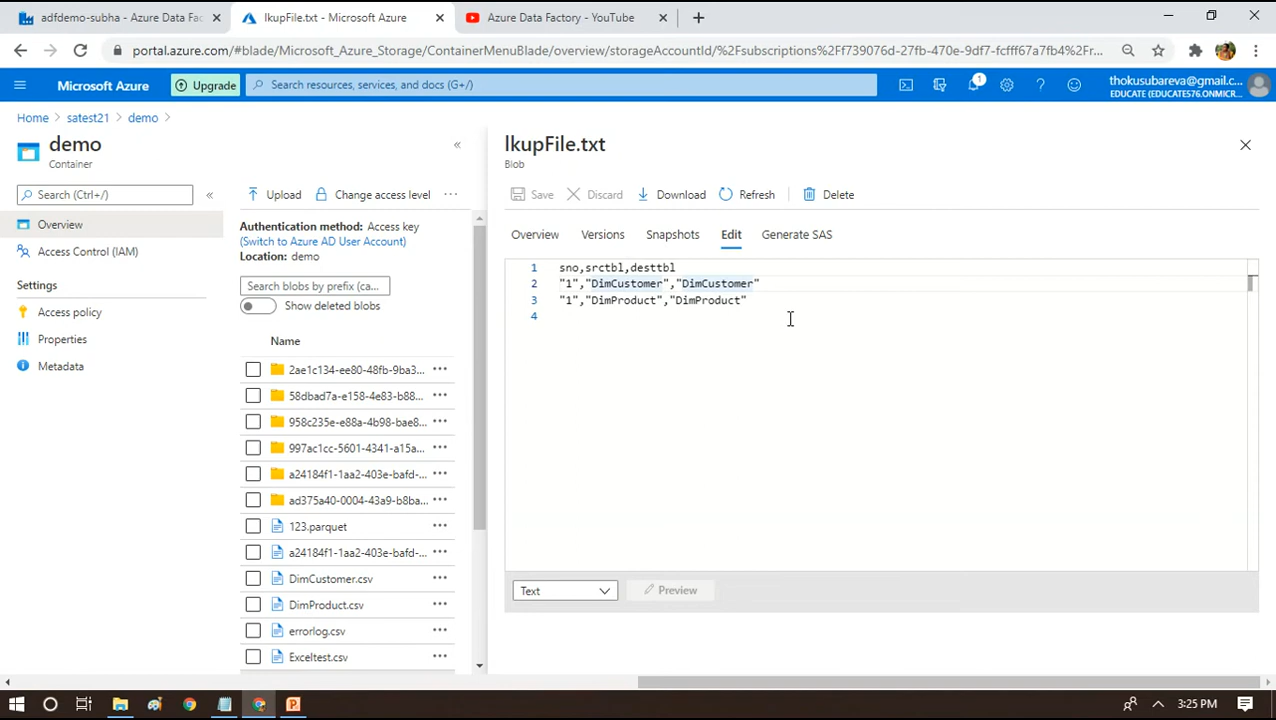 adfdemo-subha - Azure Data Fac
lkupFile.txt - Microsoft Azure
Azure Data Factory - YouTube
portal.azure.com/#blade/Microsoft_Azure_Storage/ContainerMenuBlade/overview/storageAccountId/%2Fsubscriptions%2Ff739076d-27fb-470e-9df7-fcfff67a7fb4%2Fr...
Microsoft Azure
Upgrade
Search resources, services, and docs (G+/)
1
thokusubareva@gmail.c...
EDUCATE (EDUCATES76.ONMICR...
Home > satest21 > demo >
demo
Container
Search (Ctrl+/)
Overview
Access Control (IAM)
Settings
Access policy
Properties
Metadata
Upload
Change access level
Authentication method: Access key
(Switch to Azure AD User Account)
Location: demo
Search blobs by prefix (ca...
Show deleted blobs
Name
2ae1c134-ee80-48fb-9ba3...
58dbad7a-e158-4e83-b88...
958c235e-e88a-4b98-bae8...
997ac1cc-5601-4341-a15a...
a24184f1-1aa2-403e-bafd-...
ad375a40-0004-43a9-b8ba...
123.parquet
a24184f1-1aa2-403e-bafd-...
DimCustomer.csv
DimProduct.csv
errorlog.csv
Exceltest.csv
lkupFile.txt
Blob
Save
Discard
Download
Refresh
Delete
Overview
Versions
Snapshots
Edit
Generate SAS
1 sno,srctbl,desttbl
2 "1","DimCustomer","DimCustomer"
3 "1","DimProduct","DimProduct"
4
Text
Preview
3:25 PM